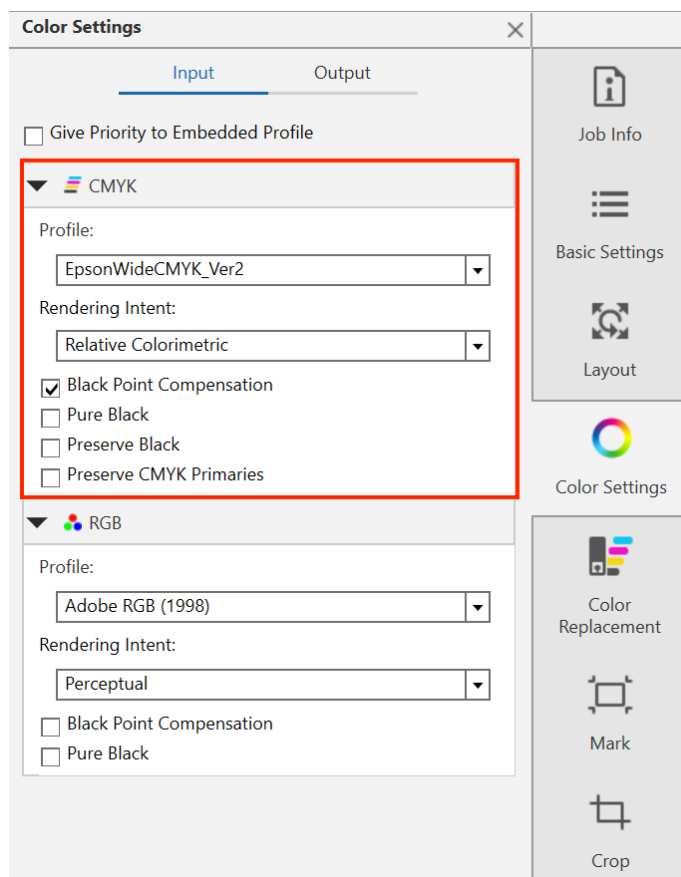 Color Settings
Input
Output
Give Priority to Embedded Profile
CMYK
Profile:
EpsonWideCMYK_Ver2
Rendering Intent:
Relative Colorimetric
Black Point Compensation
Pure Black
Preserve Black
Preserve CMYK Primaries
RGB
Profile:
Adobe RGB (1998)
Rendering Intent:
Perceptual
Black Point Compensation
Pure Black
Job Info
Basic Settings
Layout
Color Settings
Color
Replacement
Mark
Crop